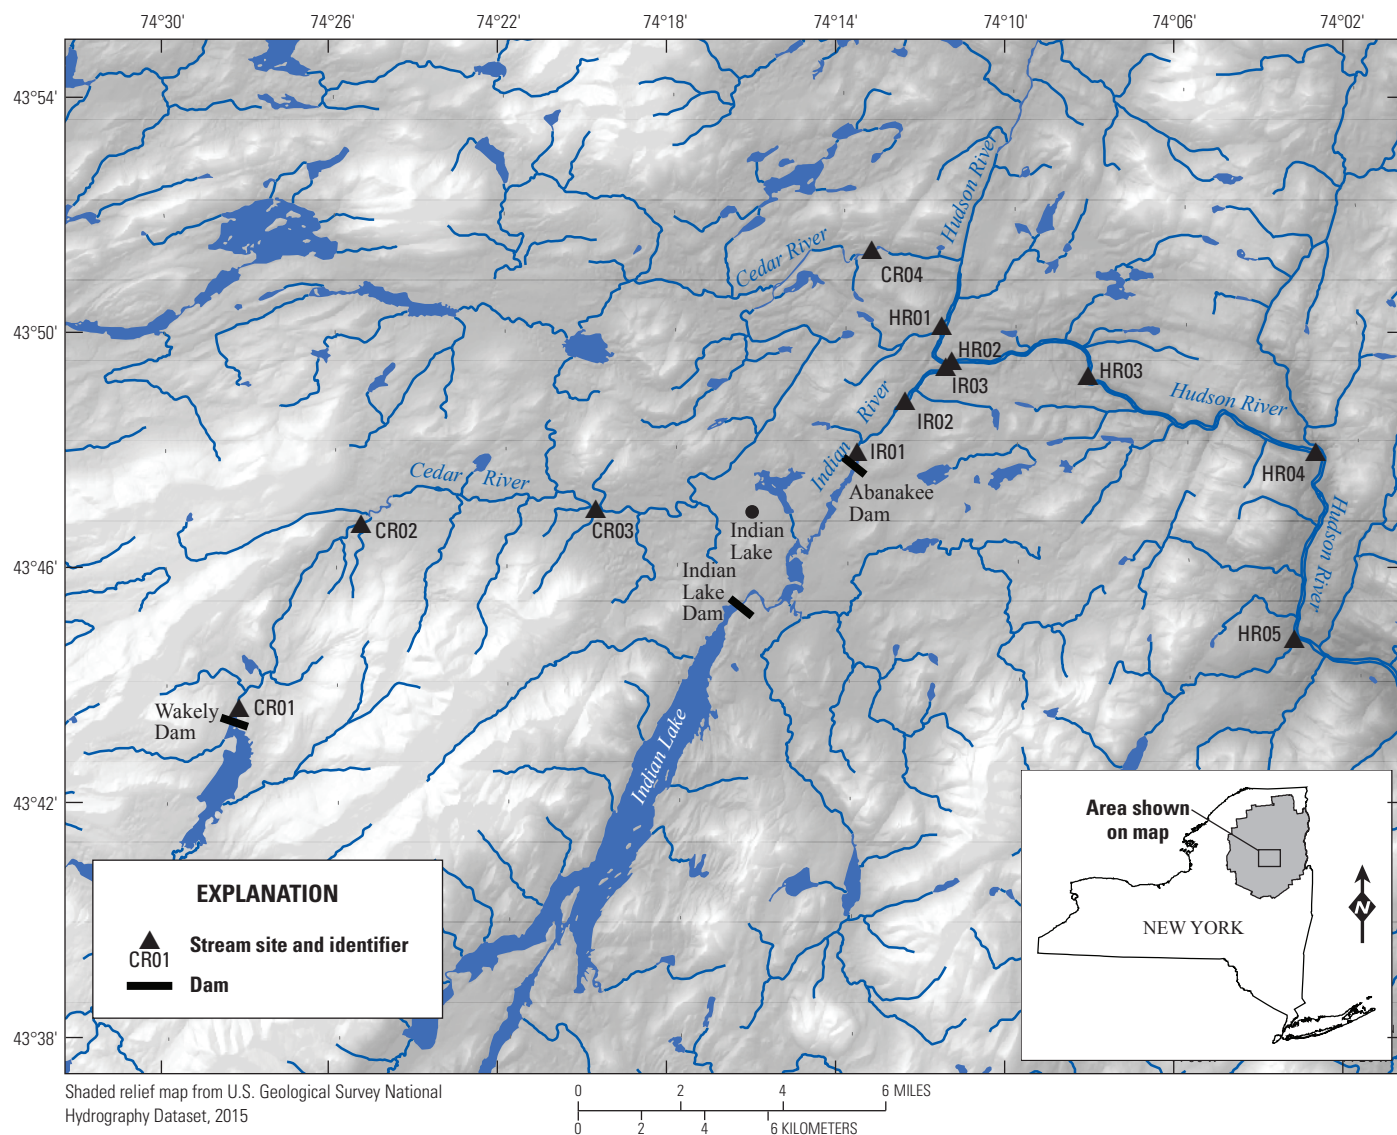 74°30' 74°26' 74°22' 74°18' 74°14' 74°10' 74°06' 74°02'
43°54'
43°50'
43°46'
43°42'
43°38'
Hudson River
Cedar River
CR04
HR01
HR02
IR03
HR03
Hudson River
IR02
Indian River
IR01
HR04
Abanakee
Dam
Cedar River
CR02
CR03
Indian
Lake
Hudson River
Indian
Lake
Dam
HR05
Wakely
Dam
CR01
Indian Lake
EXPLANATION
Stream site and identifier
CR01
Dam
Area shown
on map
NEW YORK
N
Shaded relief map from U.S. Geological Survey National
Hydrography Dataset, 2015
0 2 4 6 MILES
0 2 4 6 KILOMETERS